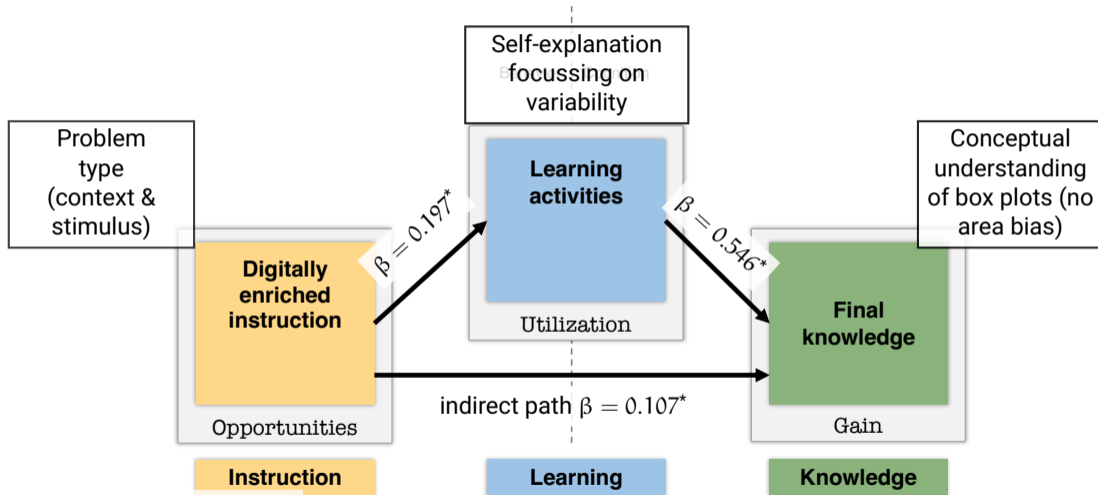 Self-explanation
focussing on
variability
Problem
type
(context &
stimulus)
Conceptual
understanding
of box plots (no
area bias)
Learning
activities
β = 0.197*
β = 0.546*
Digitally
enriched
instruction
Final
knowledge
Utilization
indirect path β = 0.107*
Opportunities
Gain
Instruction
Learning
Knowledge